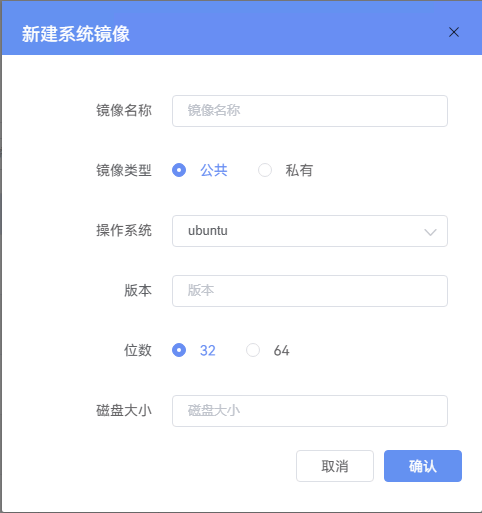 新建系统镜像
镜像名称 镜像名称
镜像类型 公共 私有
操作系统 ubuntu
版本 版本
位数 32 64
磁盘大小 磁盘大小
取消 确认